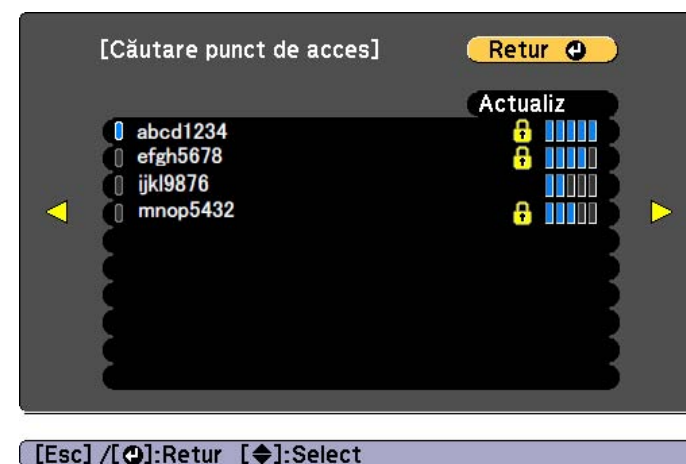 [Căutare punct de acces]
Retur
Actualiz
abcd1234
efgh5678
ijkl9876
mnop5432
[Esc] /[⏎]:Retur [◆]:Select